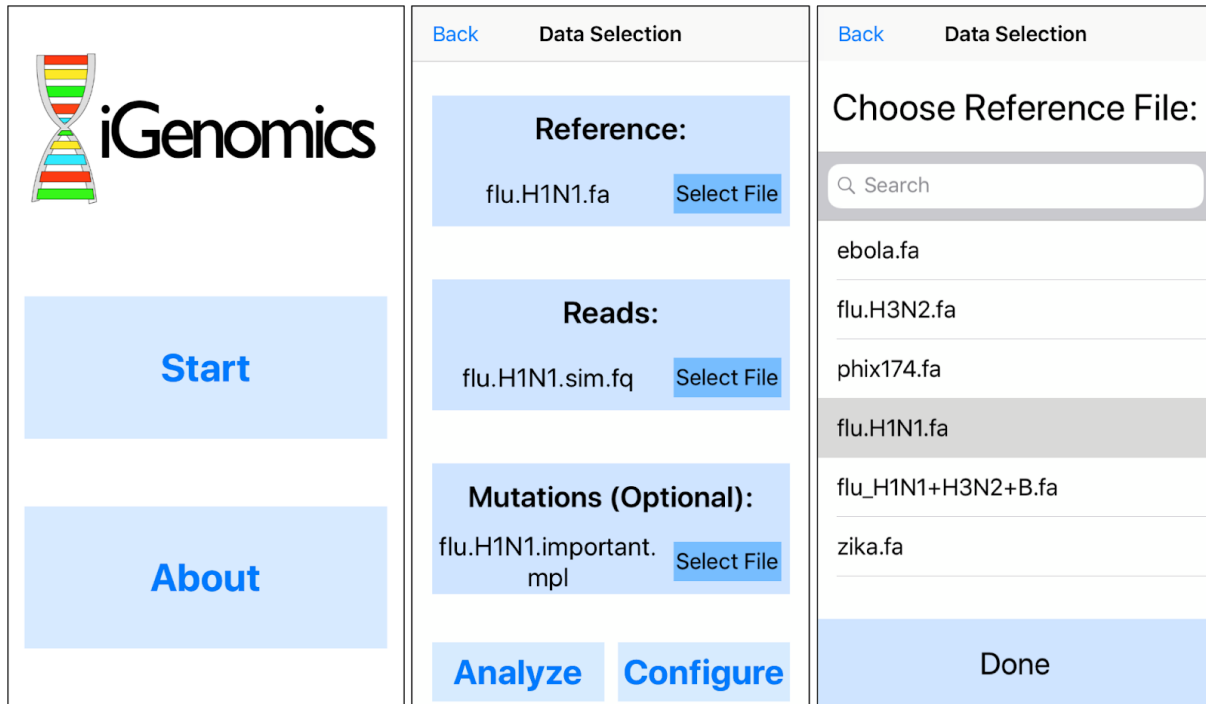 iGenomics
Start
About
Back Data Selection
Reference:
flu.H1N1.fa Select File
Reads:
flu.H1N1.sim.fq Select File
Mutations (Optional):
flu.H1N1.important.
mpl
Select File
Analyze Configure
Back Data Selection
Choose Reference File:
Search
ebola.fa
flu.H3N2.fa
phix174.fa
flu.H1N1.fa
flu_H1N1+H3N2+B.fa
zika.fa
Done